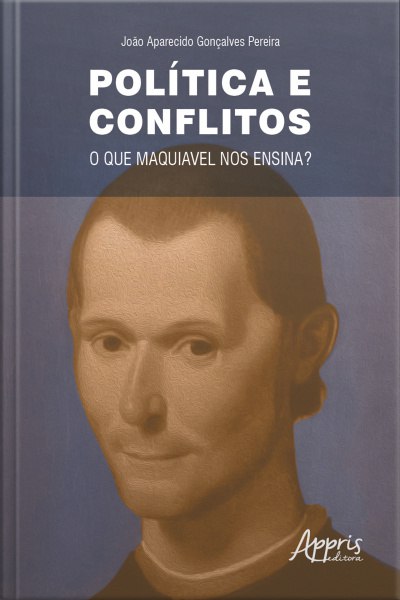 João Aparecido Gonçalves Pereira
POLÍTICA E
CONFLITOS
O QUE MAQUIAVEL NOS ENSINA?
Appris
editora